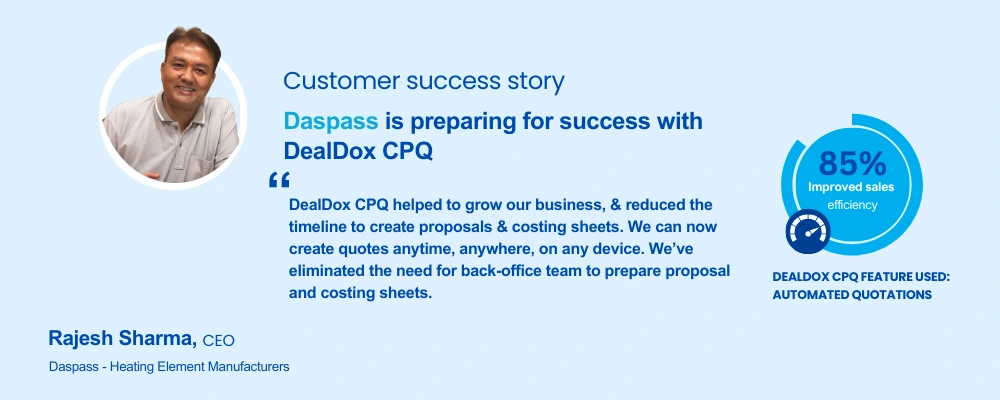 Customer success story
Daspass is preparing for success with
DealDox CPQ
“
DealDox CPQ helped to grow our business, & reduced the
timeline to create proposals & costing sheets. We can now
create quotes anytime, anywhere, on any device. We’ve
eliminated the need for back-office team to prepare proposal
and costing sheets.
Rajesh Sharma, CEO
Daspass - Heating Element Manufacturers
85%
Improved sales
efficiency
DEALDOX CPQ FEATURE USED:
AUTOMATED QUOTATIONS